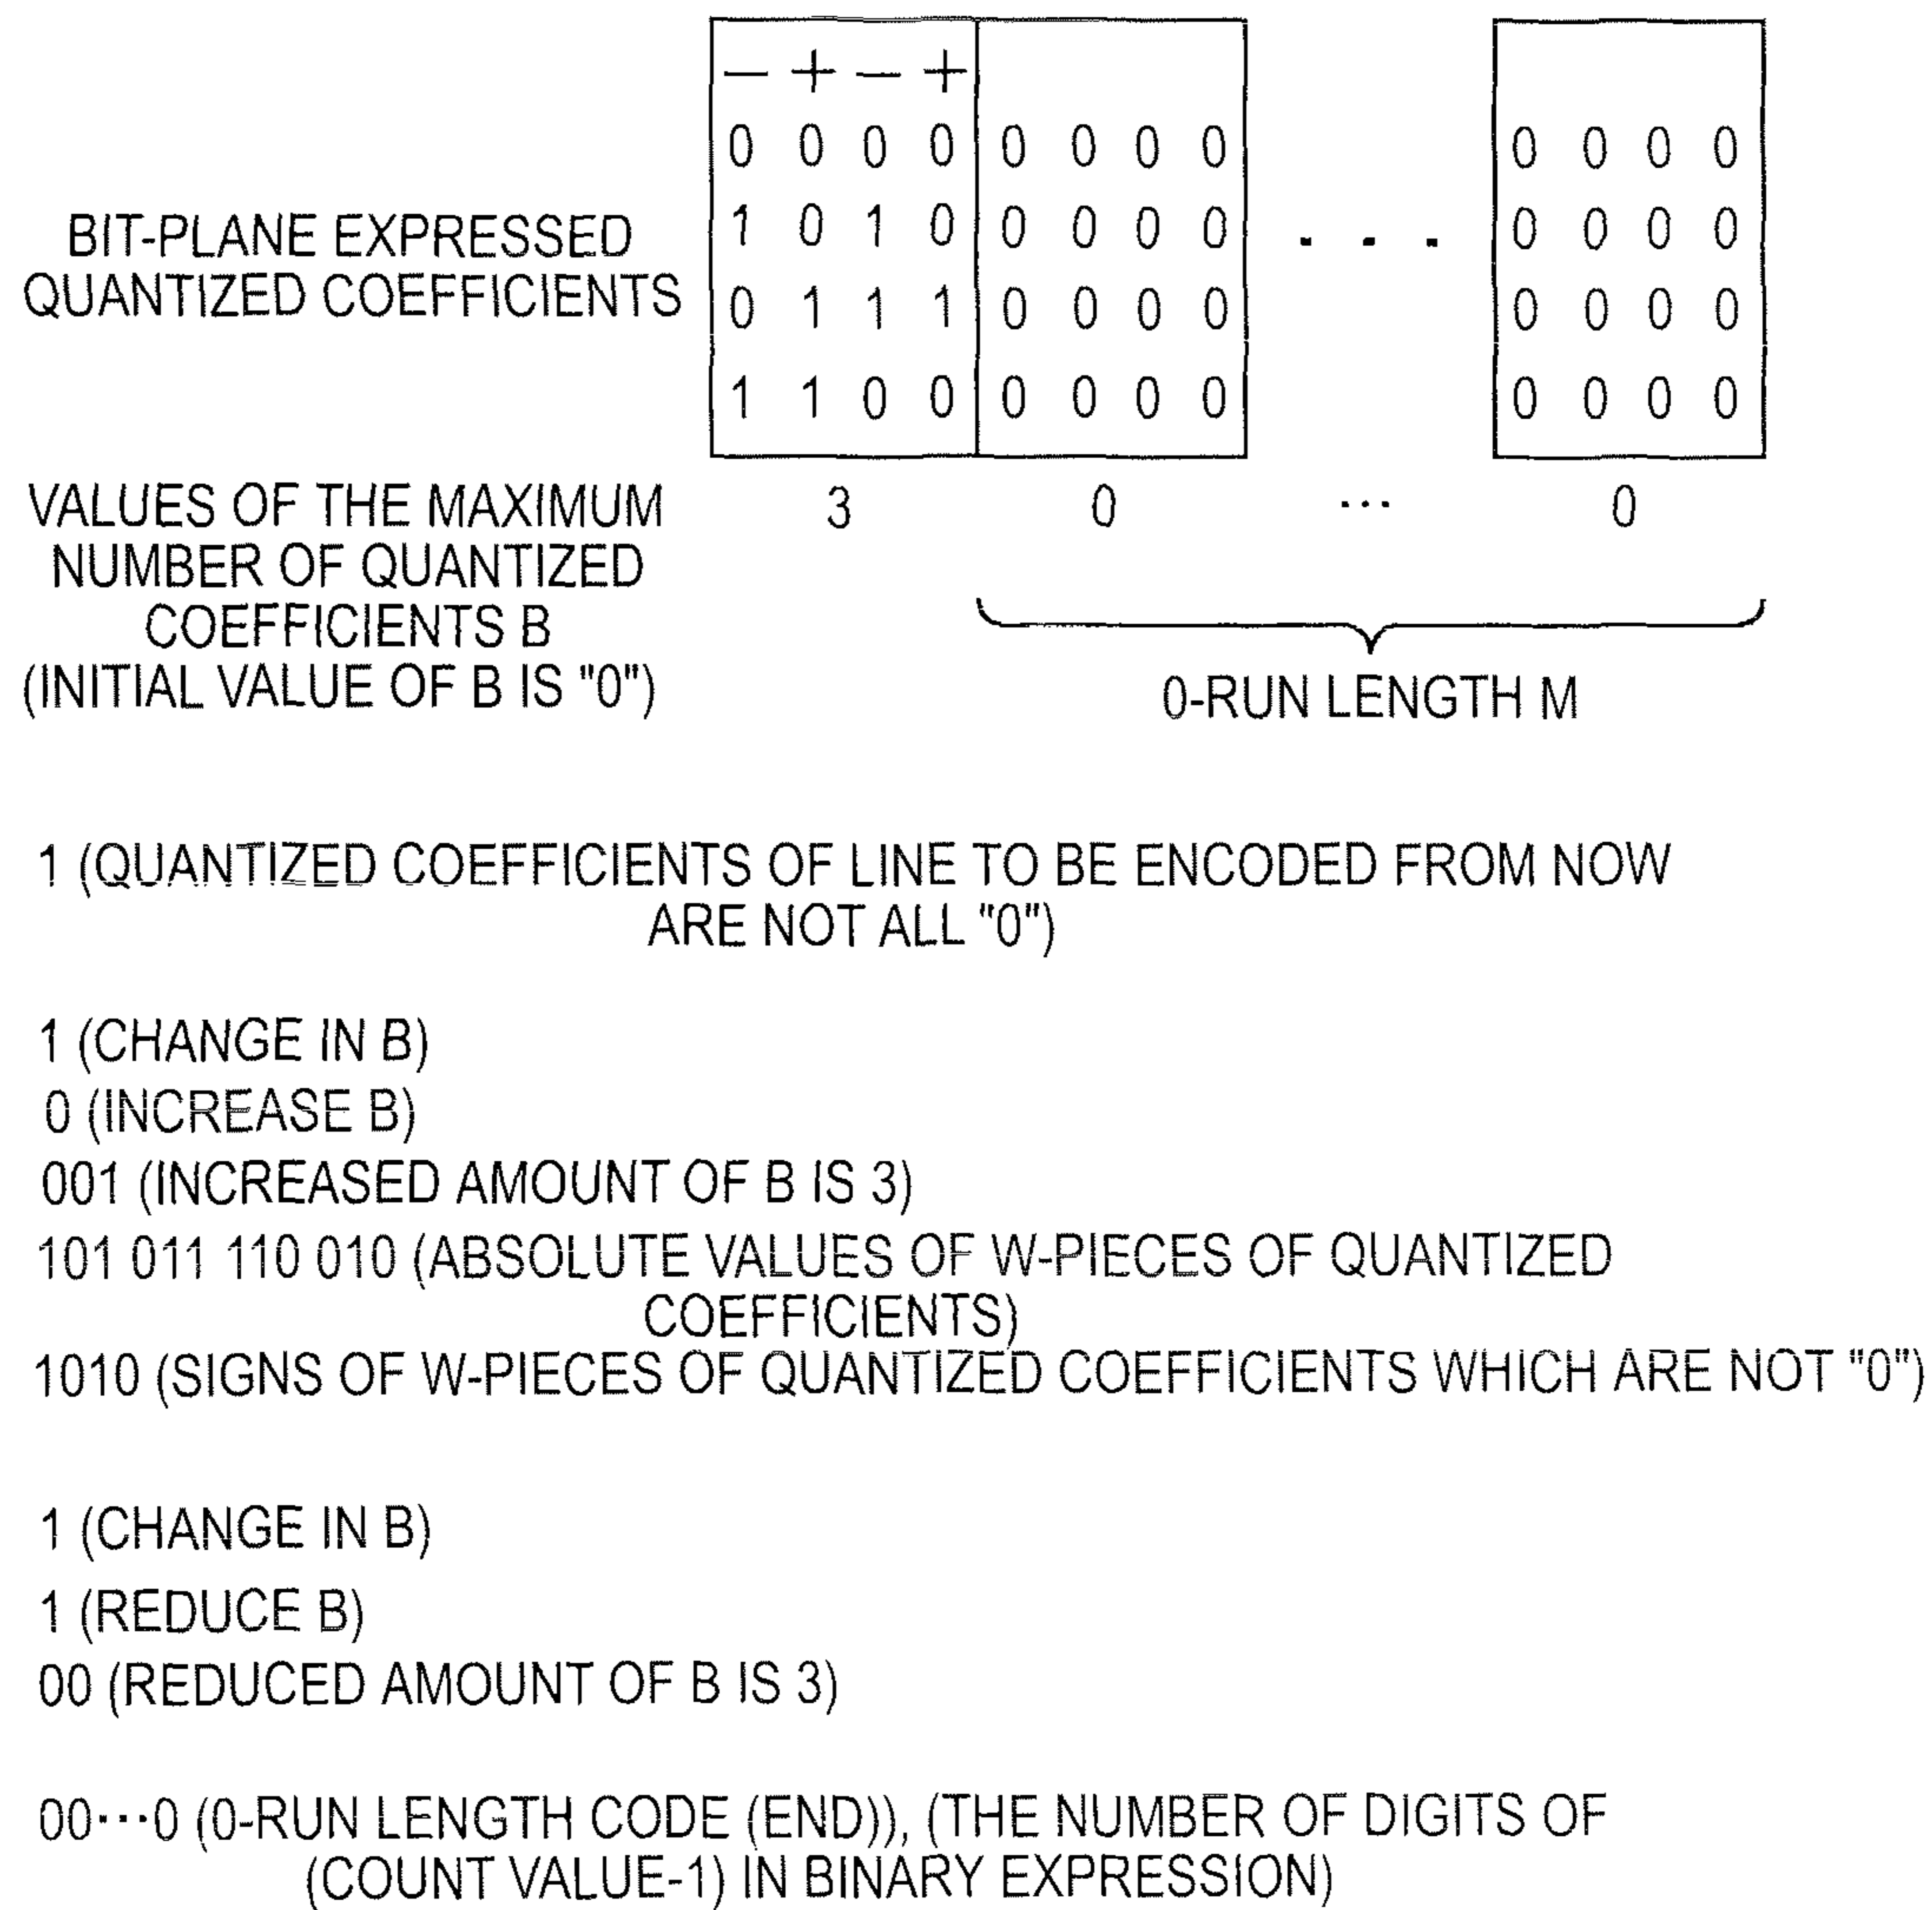 — + — +
0 0 0 0 0 0 0 0 0 0 0 0
BIT-PLANE EXPRESSED 1 0 1 0 0 0 0 0 . . . 0 0 0 0
QUANTIZED COEFFICIENTS 0 1 1 1 0 0 0 0 0 0 0 0
1 1 0 0 0 0 0 0 0 0 0 0
VALUES OF THE MAXIMUM 3 0 ... 0
NUMBER OF QUANTIZED
COEFFICIENTS B
(INITIAL VALUE OF B IS "0")
0-RUN LENGTH M
1 (QUANTIZED COEFFICIENTS OF LINE TO BE ENCODED FROM NOW
ARE NOT ALL "0")
1 (CHANGE IN B)
0 (INCREASE B)
001 (INCREASED AMOUNT OF B IS 3)
101 011 110 010 (ABSOLUTE VALUES OF W-PIECES OF QUANTIZED
COEFFICIENTS)
1010 (SIGNS OF W-PIECES OF QUANTIZED COEFFICIENTS WHICH ARE NOT "0")
1 (CHANGE IN B)
1 (REDUCE B)
00 (REDUCED AMOUNT OF B IS 3)
00···0 (0-RUN LENGTH CODE (END)), (THE NUMBER OF DIGITS OF
(COUNT VALUE-1) IN BINARY EXPRESSION)